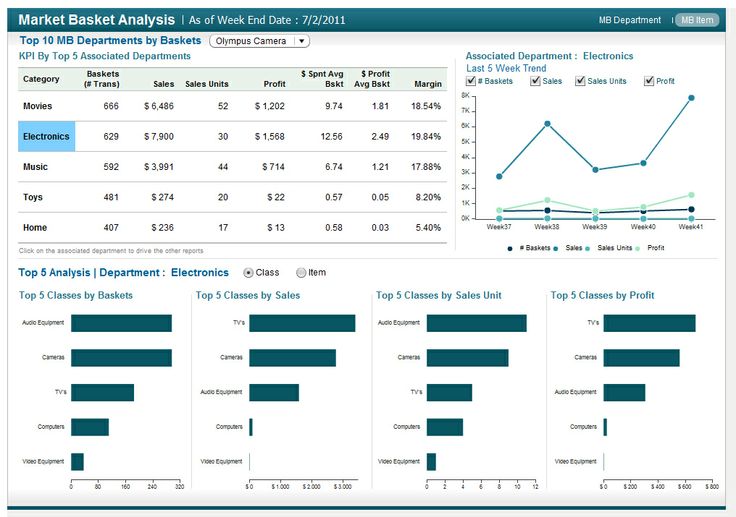 Market Basket Analysis | As of Week End Date : 7/2/2011 MB Department MB Item
Top 10 MB Departments by Baskets Olympus Camera
KPI By Top 5 Associated Departments
Category Baskets (# Trans) Sales Sales Units Profit $ Spnt Avg Bskt $ Profit Avg Bskt Margin
Movies 666 $ 6,486 52 $ 1,202 9.74 1.81 18.54%
Electronics 629 $ 7,900 30 $ 1,568 12.56 2.49 19.84%
Music 592 $ 3,991 44 $ 714 6.74 1.21 17.88%
Toys 481 $ 274 20 $ 22 0.57 0.05 8.20%
Home 407 $ 236 17 $ 13 0.58 0.03 5.40%
Click on the associated department to drive the other reports
Associated Department : Electronics
Last 5 Week Trend
# Baskets Sales Sales Units Profit
8K
7K
6K
5K
4K
3K
2K
1K
0K
Week37 Week38 Week39 Week40 Week41
# Baskets Sales Sales Units Profit
Top 5 Analysis | Department : Electronics Class Item
Top 5 Classes by Baskets
Audio Equipment
Cameras
TV's
Computers
Video Equipment
0 80 160 240 320
Top 5 Classes by Sales
TV's
Cameras
Audio Equipment
Computers
Video Equipment
$ 0 $ 1.000 $ 2.000 $ 3.000
Top 5 Classes by Sales Unit
Audio Equipment
Cameras
TV's
Computers
Video Equipment
0 2 4 6 8 10 12
Top 5 Classes by Profit
TV's
Cameras
Audio Equipment
Computers
Video Equipment
$ 0 $ 200 $ 400 $ 600 $ 800